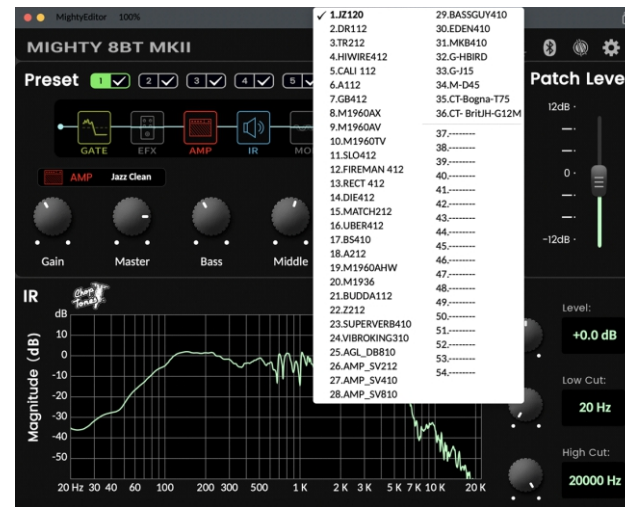 MightyEditor 100%
MIGHTY 8BT MKII
Preset 1 2 3 4 5
Patch Leve
GATE EFX AMP IR MO
AMP Jazz Clean
Gain Master Bass Middle
✓ 1.JZ120
2.DR112
3.TR212
4.HIWIRE412
5.CALI 112
6.A112
7.GB412
8.M1960AX
9.M1960AV
10.M1960TV
11.SLO412
12.FIREMAN 412
13.RECT 412
14.DIE412
15.MATCH212
16.UBER412
17.BS410
18.A212
19.M1960AHW
20.M1936
21.BUDDA112
22.Z212
23.SUPERVERB410
24.VIBROKING310
25.AGL_DB810
26.AMP_SV212
27.AMP_SV410
28.AMP_SV810
29.BASSGUY410
30.EDEN410
31.MKB410
32.G-HBIRD
33.G-J15
34.M-D45
35.CT-Bogna-T75
36.CT- BritJH-G12M
37.--------
38.--------
39.--------
40.--------
41.--------
42.--------
43.--------
44.--------
45.--------
46.--------
47.--------
48.--------
49.--------
50.--------
51.--------
52.--------
53.--------
54.--------
12dB
0
-12dB
IR
Chop Tones
dB
10
0
-10
-20
-30
-40
-50
Magnitude (dB)
20 Hz 30 40 60 100 200 300 500 1 K 2 K 3 K 5 K 7 K 10 K 20 K
Level:
+0.0 dB
Low Cut:
20 Hz
High Cut:
20000 Hz